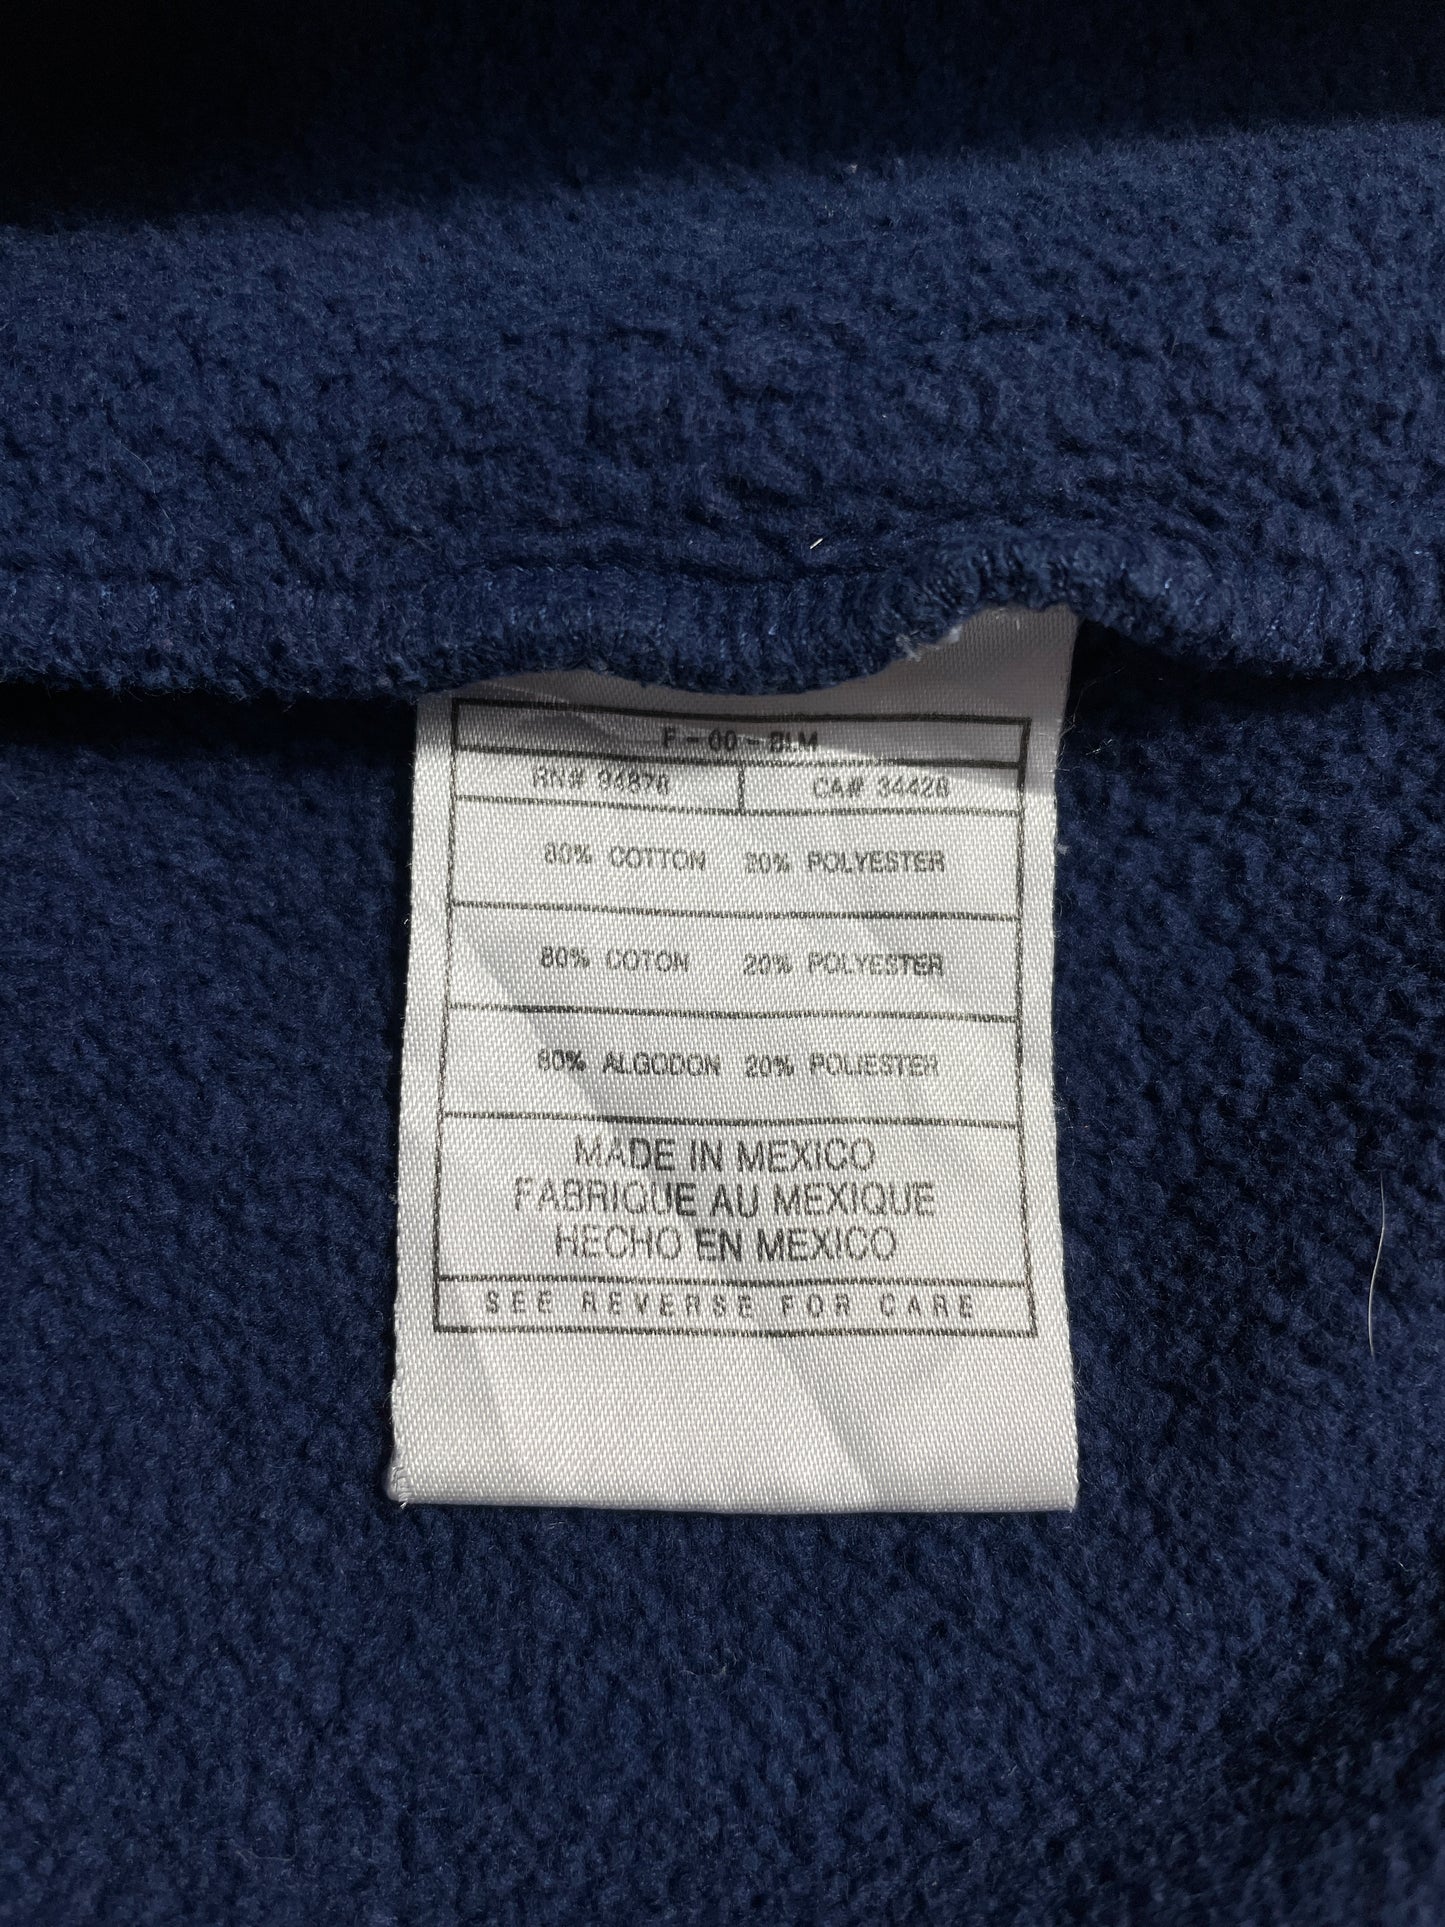 F - 00 - BLM
RN# 94878 CA# 34428
80% COTTON 20% POLYESTER
80% COTON 20% POLYESTER
80% ALGODON 20% POLIESTER
MADE IN MEXICO
FABRIQUE AU MEXIQUE
HECHO EN MEXICO
SEE REVERSE FOR CARE